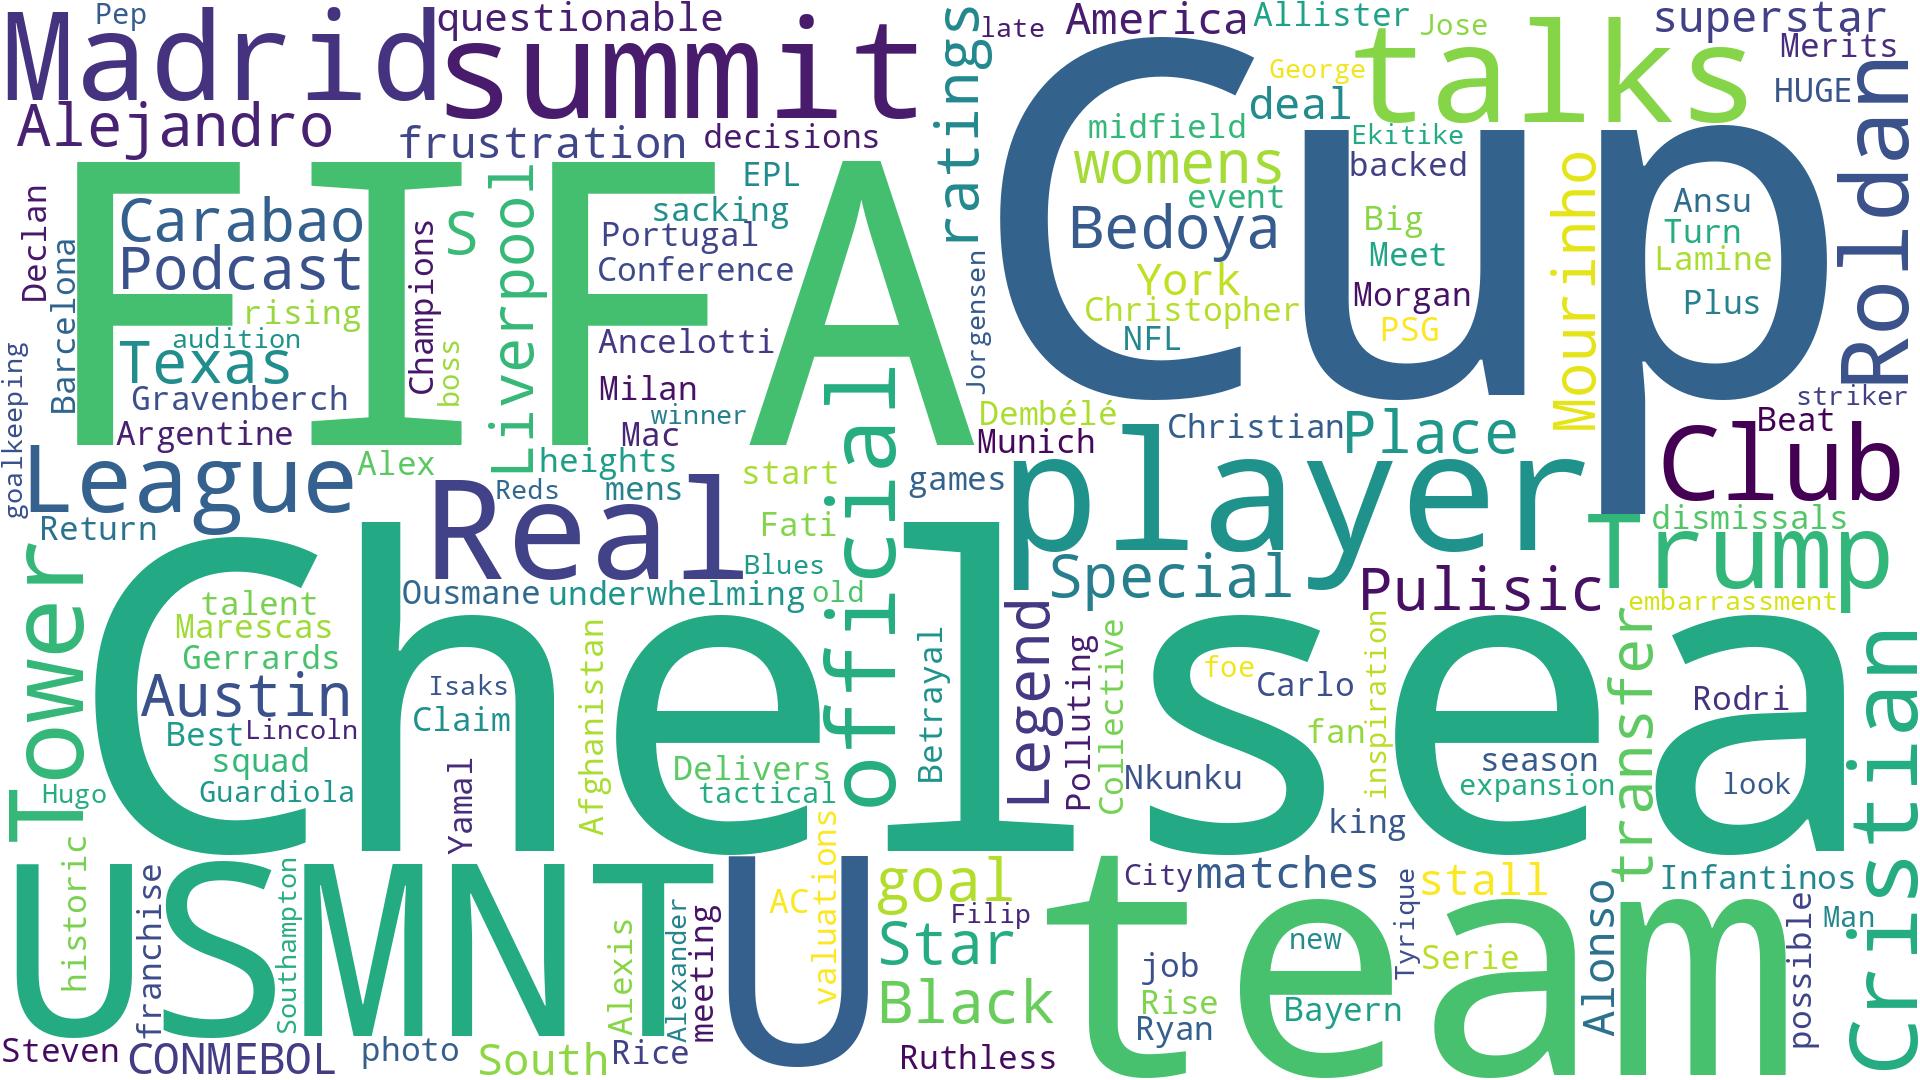 Pep
Madrid
questionable
summit
late
America
Allister
Jose
superstar
Merits
Alejandro
frustration
decisions
ratings
George
deal
talks
HUGE
Roldan
FIFA
Cup
midfield
womens
event
Bedoya
York
Christopher
NFL
Ekitike
backed
Big
Meet
Morgan
PSG
Mourinho
Ansu
Turn
Lamine
Plus
Declan
Barcelona
goalkeeping
Carabao
Podcast
rising
audition
Texas
Gravenberch
Argentine
Champions
boss
S
Liverpool
EPL
sacking
Portugal
Conference
Ancelotti
Milan
winner
Mac
heights
Jorgensen
Dembélé
Munich
Christian
Place
striker
Beat
Club
League
Alex
Return
Real
Reds
mens
start
Fati
Blues
games
official
player
Special
Pulisic
dismissals
Trump
embarrassment
Tower
Chelsea
Ousmane
underwhelming
old
talent
Marescas
Gerrards
Austin
Best
Lincoln
squad
Guardiola
Hugo
Isaks
Claim
Yamal
Afghanistan
Delivers
tactical
Betrayal
Legend
Polluting
Collective
foe
Carlo
fan
inspiration
Nkunku
king
season
expansion
transfer
Rodri
look
Cristian
historic
franchise
Southampton
USMNT
Alexis
Alexander
meeting
U
AC
valuations
goal
Filip
Star
Black
Ruthless
City
matches
team
job
Rise
Ryan
new
Bayern
Tyrique
stall
Serie
Alonso
Infantinos
possible
Man
Steven
CONMEBOL
photo
South
Rice